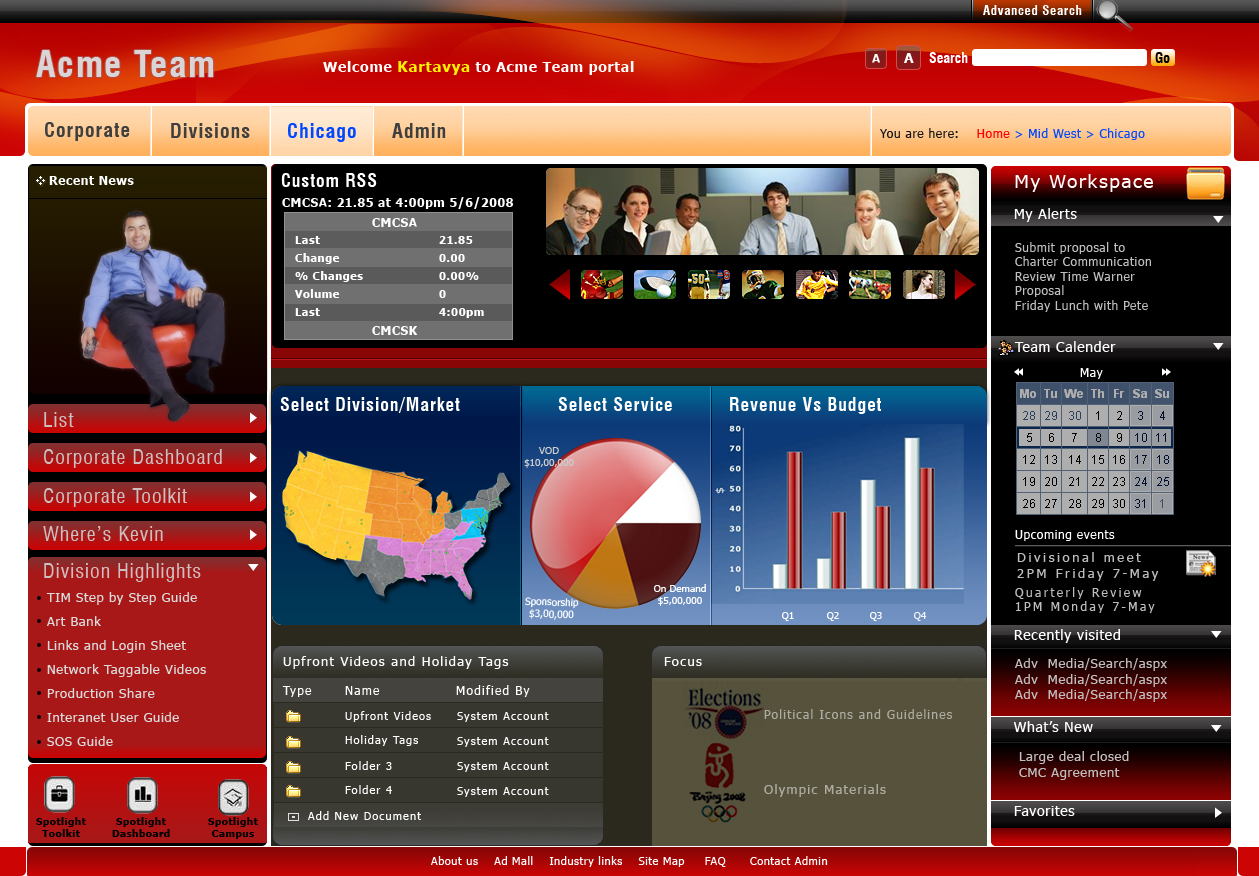 Advanced Search
Acme Team
Welcome Kartavya to Acme Team portal
A A Search Go
Corporate Divisions Chicago Admin
You are here: Home > Mid West > Chicago
Recent News
List
Corporate Dashboard
Corporate Toolkit
Where's Kevin
Division Highlights
TIM Step by Step Guide
Art Bank
Links and Login Sheet
Network Taggable Videos
Production Share
Interanet User Guide
SOS Guide
Spotlight Toolkit
Spotlight Dashboard
Spotlight Campus
Custom RSS
CMCSA: 21.85 at 4:00pm 5/6/2008
CMCSA
Last 21.85
Change 0.00
% Changes 0.00%
Volume 0
Last 4:00pm
CMCSK
50
Select Division/Market
Select Service
VOD
$10,00,000
On Demand
$5,00,000
Sponsorship
$3,00,000
Revenue Vs Budget
80
70
60
50
40
30
20
10
0
$
Q1 Q2 Q3 Q4
Upfront Videos and Holiday Tags
Type Name Modified By
Upfront Videos System Account
Holiday Tags System Account
Folder 3 System Account
Folder 4 System Account
Add New Document
Focus
Elections
'08
Political Icons and Guidelines
Beijing 2008
Olympic Materials
My Workspace
My Alerts
Submit proposal to
Charter Communication
Review Time Warner
Proposal
Friday Lunch with Pete
Team Calender
May
Mo Tu We Th Fr Sa Su
28 29 30 1 2 3 4
5 6 7 8 9 10 11
12 13 14 15 16 17 18
19 20 21 22 23 24 25
26 27 28 29 30 31 1
Upcoming events
Divisional meet
2PM Friday 7-May
News
Quarterly Review
1PM Monday 7-May
Recently visited
Adv Media/Search/aspx
Adv Media/Search/aspx
Adv Media/Search/aspx
What's New
Large deal closed
CMC Agreement
Favorites
About us Ad Mall Industry links Site Map FAQ Contact Admin